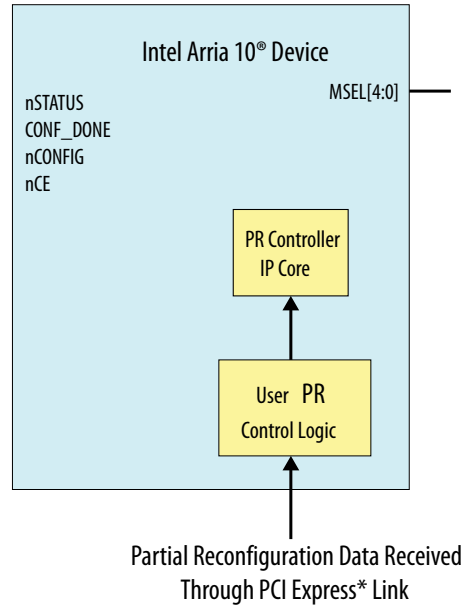 Intel Arria 10® Device
MSEL[4:0]
nSTATUS
CONF_DONE
nCONFIG
nCE
PR Controller
IP Core
User PR
Control Logic
Partial Reconfiguration Data Received
Through PCI Express* Link